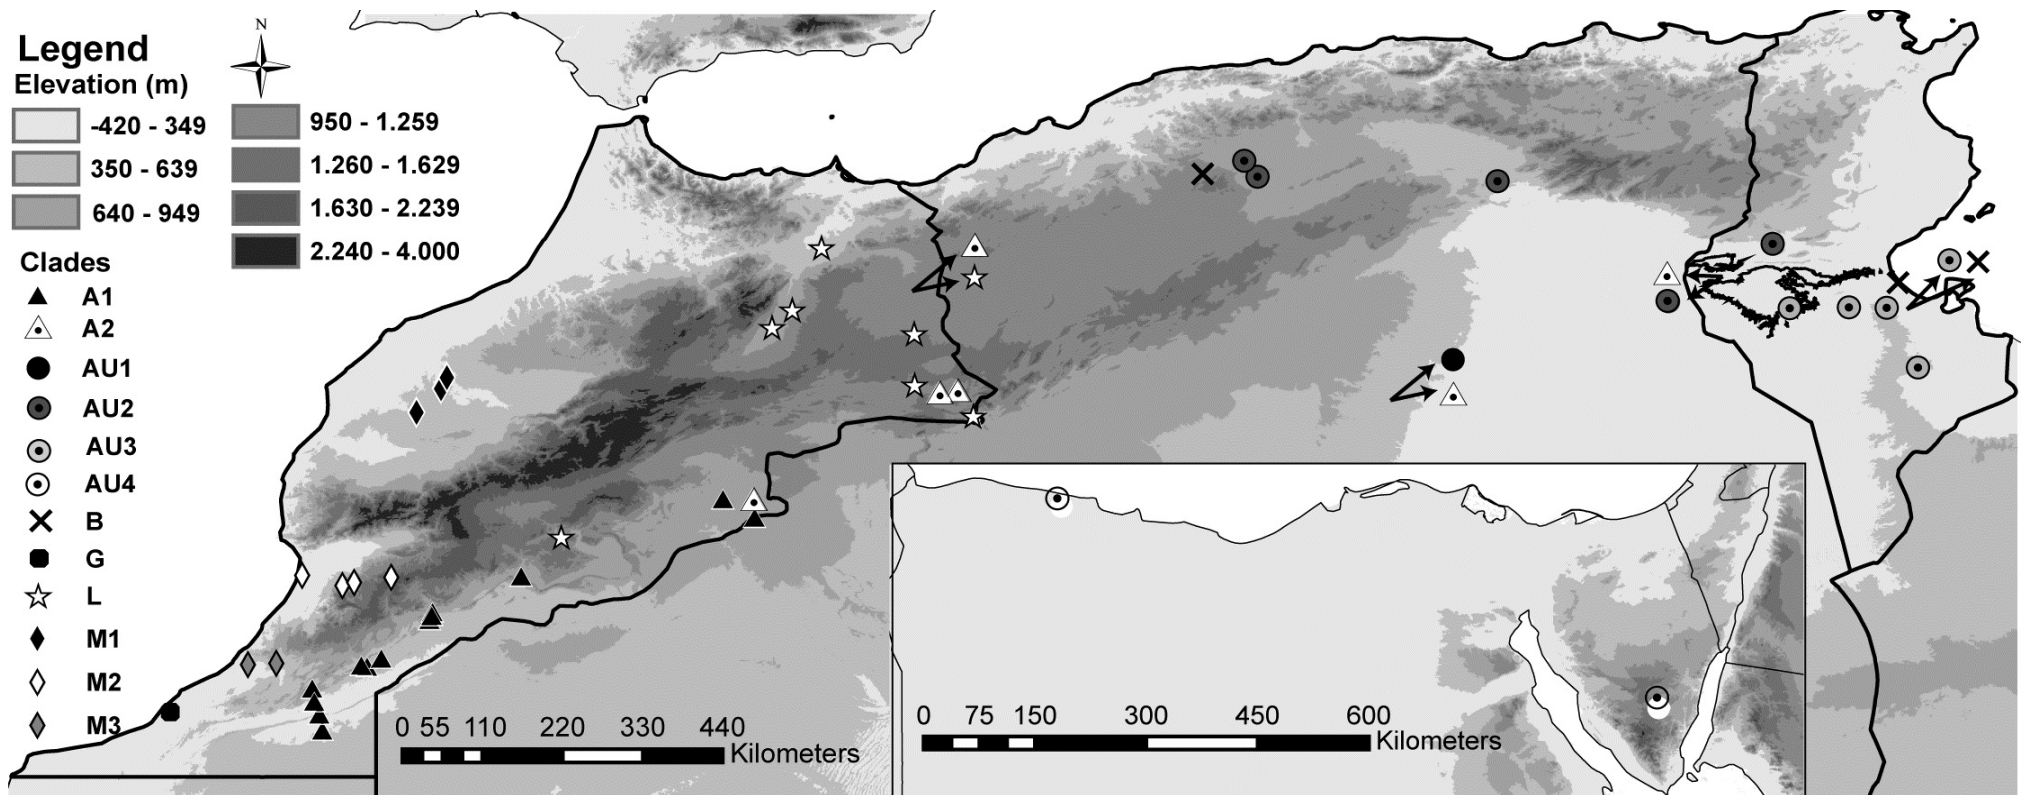 N
Legend
Elevation (m)
-420 - 349
350 - 639
640 - 949
950 - 1.259
1.260 - 1.629
1.630 - 2.239
2.240 - 4.000
Clades
A1
A2
AU1
AU2
AU3
AU4
B
G
L
M1
M2
M3
0 55 110 220 330 440
Kilometers
0 75 150 300 450 600
Kilometers